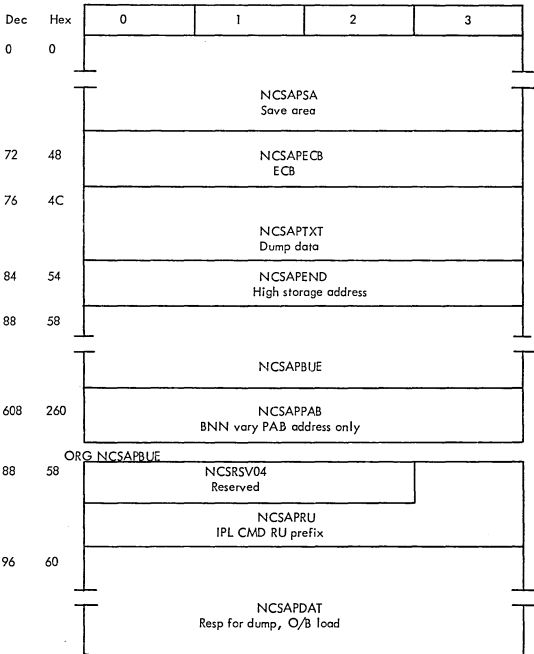 Dec Hex 0 1 2 3
0 0
NCSAPSA
Save area
72 48 NCSAPECB
ECB
76 4C
NCSAPTXT
Dump data
84 54 NCSAPEND
High storage address
88 58
NCSAPBUE
608 260 NCSAPPAB
BNN vary PAB address only
ORG NCSAPBUE
88 58 NCSRSV04
Reserved
NCSAPRU
IPL CMD RU prefix
96 60
NCSAPDAT
Resp for dump, O/B load